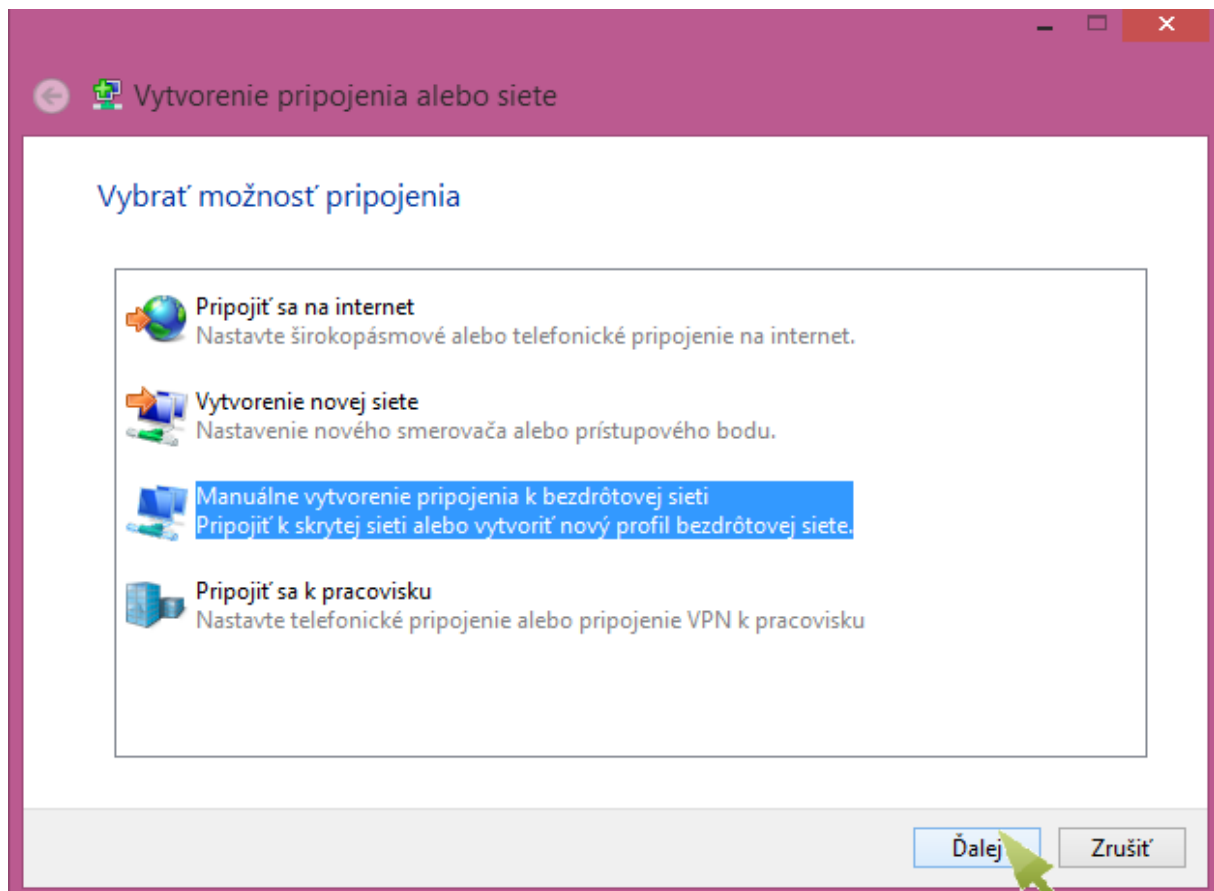 Vytvorenie pripojenia alebo siete
Vybrať možnosť pripojenia
Pripojiť sa na internet
Nastavte širokopásmové alebo telefonické pripojenie na internet.
Vytvorenie novej siete
Nastavenie nového smerovača alebo prístupového bodu.
Manuálne vytvorenie pripojenia k bezdrôtovej sieti
Pripojiť k skrytej sieti alebo vytvoriť nový profil bezdrôtovej siete.
Pripojiť sa k pracovisku
Nastavte telefonické pripojenie alebo pripojenie VPN k pracovisku
Ďalej
Zrušiť